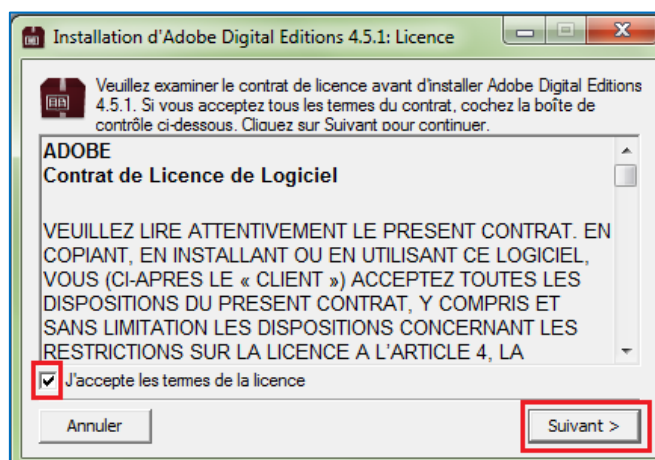 Installation d'Adobe Digital Editions 4.5.1: Licence
Veuillez examiner le contrat de licence avant d'installer Adobe Digital Editions
4.5.1. Si vous acceptez tous les termes du contrat, cochez la boîte de
contrôle ci-dessous. Cliquez sur Suivant pour continuer.
ADOBE
Contrat de Licence de Logiciel
VEUILLEZ LIRE ATTENTIVEMENT LE PRESENT CONTRAT. EN
COPIANT, EN INSTALLANT OU EN UTILISANT CE LOGICIEL,
VOUS (CI-APRES LE « CLIENT ») ACCEPTEZ TOUTES LES
DISPOSITIONS DU PRESENT CONTRAT, Y COMPRIS ET
SANS LIMITATION LES DISPOSITIONS CONCERNANT LES
RESTRICTIONS SUR LA LICENCE A L'ARTICLE 4, LA
J'accepte les termes de la licence
Annuler
Suivant >